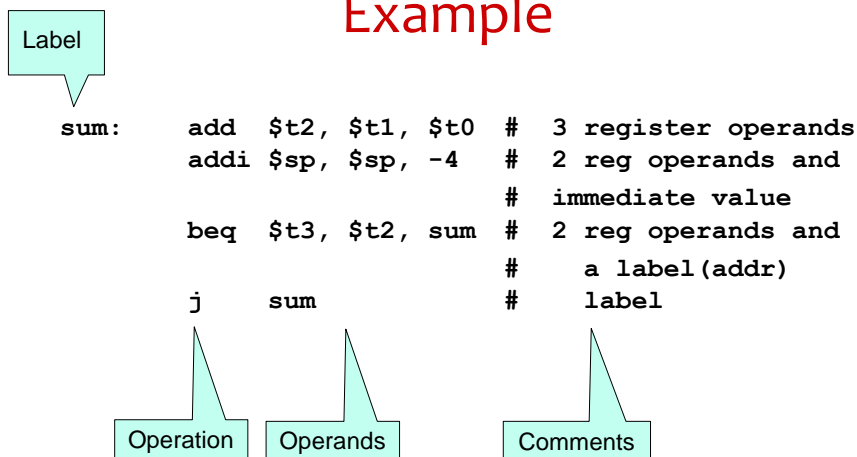 Example
Label
sum: add $t2, $t1, $t0 # 3 register operands
addi $sp, $sp, -4 # 2 reg operands and
# immediate value
beq $t3, $t2, sum # 2 reg operands and
# a label(addr)
j sum # label
Operation Operands Comments